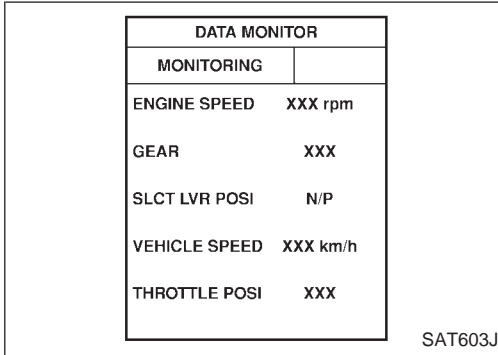 DATA MONITOR
MONITORING
ENGINE SPEED XXX rpm
GEAR XXX
SLCT LVR POSI N/P
VEHICLE SPEED XXX km/h
THROTTLE POSI XXX
SAT603J